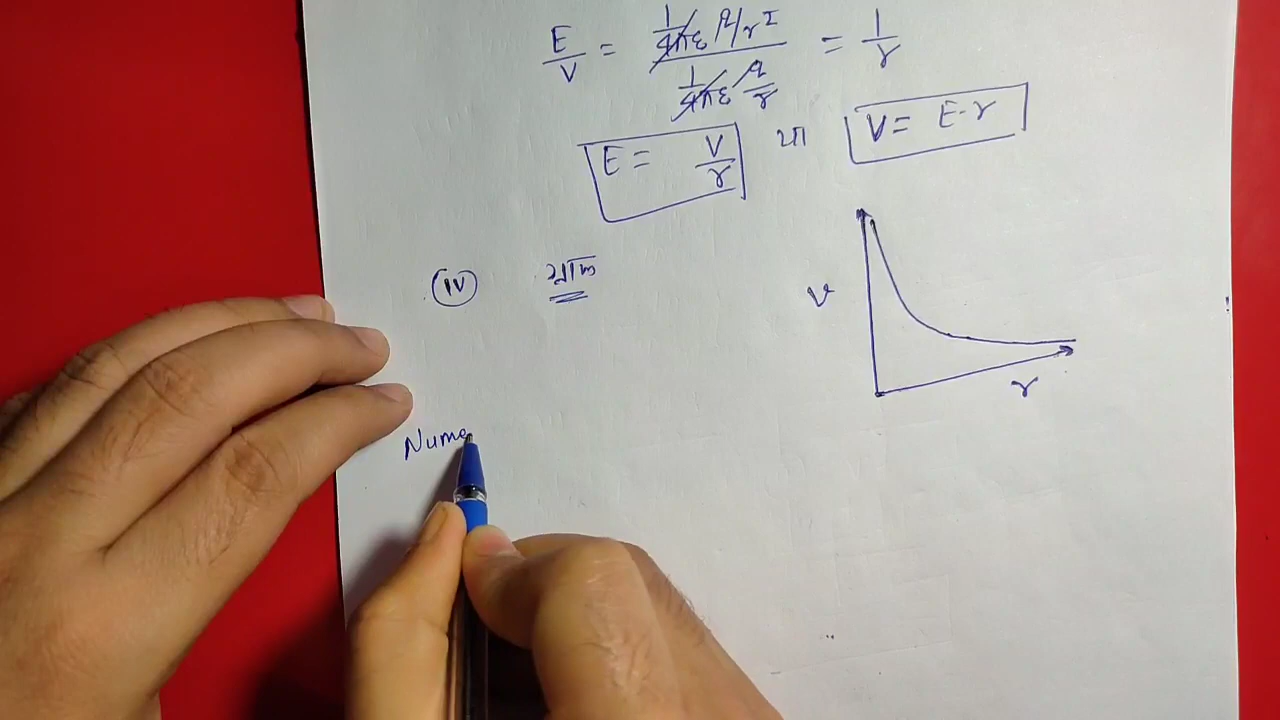 E/V = (1/4πε q/r²)/(1/4πε q/r) = 1/r
E = V/r या V = E·r
(iv) ग्राफ
V
r
Nume